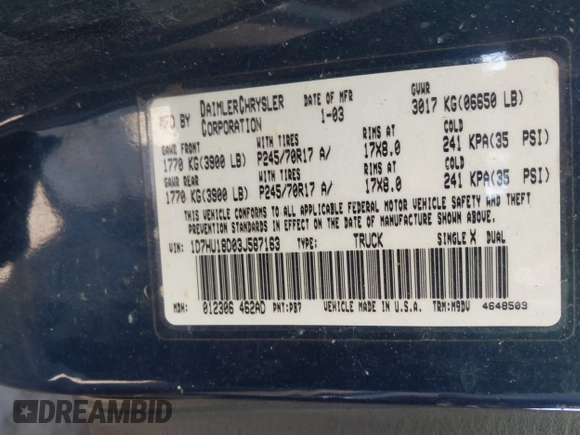 MFD BY DAIMLERCHRYSLER CORPORATION DATE OF MFR 1-03 GVWR 3017 KG(06650 LB)
GAWR FRONT WITH TIRES RIMS AT COLD
1770 KG(3900 LB) P245/70R17 A/ 17X8.0 241 KPA(35 PSI)
GAWR REAR WITH TIRES RIMS AT COLD
1770 KG(3900 LB) P245/70R17 A/ 17X8.0 241 KPA(35 PSI)
THIS VEHICLE CONFORMS TO ALL APPLICABLE FEDERAL MOTOR VEHICLE SAFETY, BUMPER, AND THEFT
PREVENTION STANDARDS IN EFFECT ON THE DATE OF MANUFACTURE SHOWN ABOVE.
VIN: 1D7HU18D03J587163 TYPE: TRUCK SINGLE X DUAL
MDH: 012306 462AD PNT:PB7 VEHICLE MADE IN U.S.A. TRM:M9DV 4648503
DREAMBID